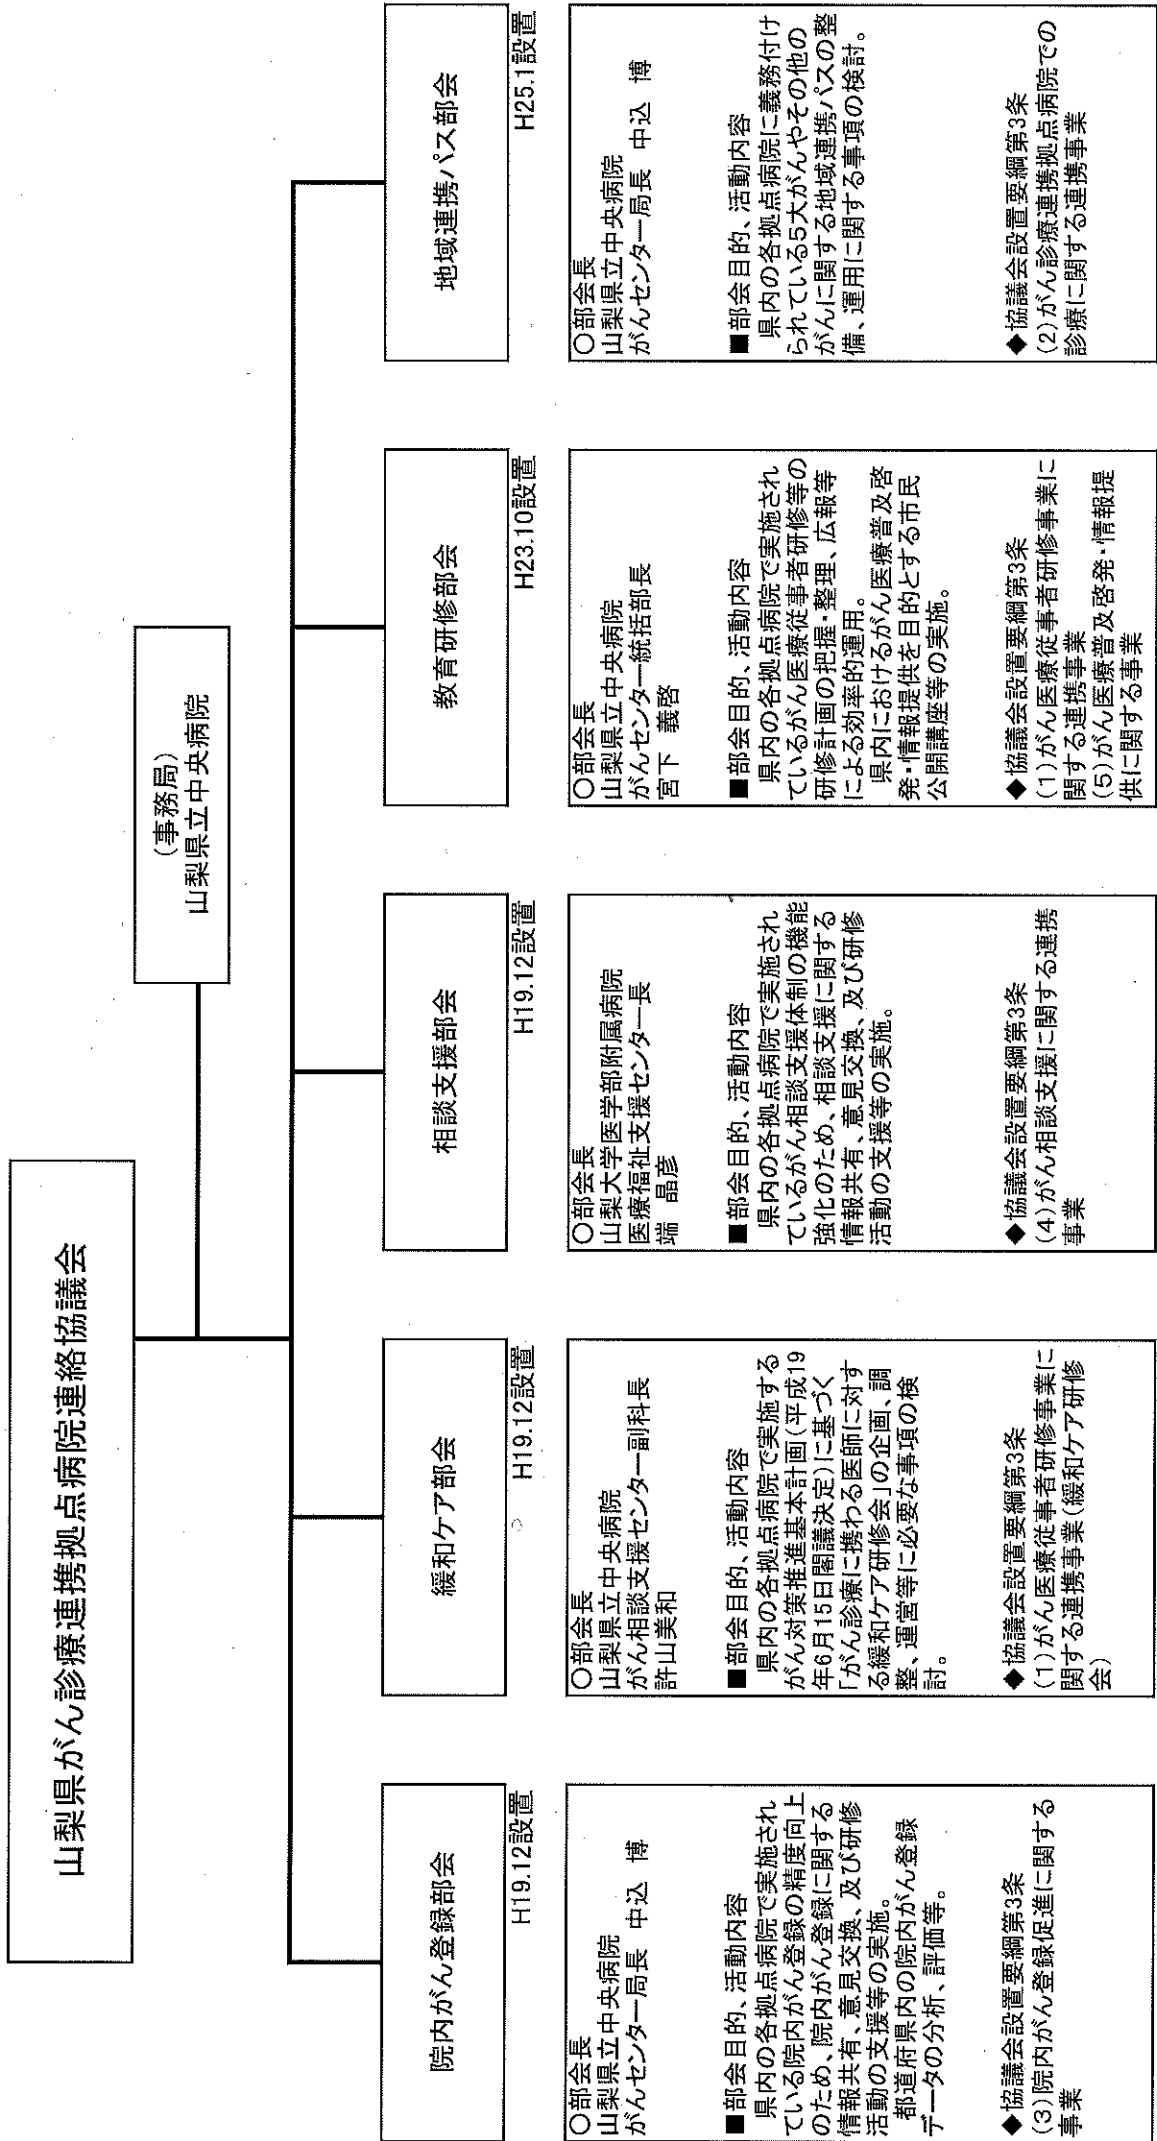 山梨県がん診療連携拠点病院連絡協議会
(事務局)
山梨県立中央病院
院内がん登録部会
H19.12設置
○部会長
山梨県立中央病院
がんセンター局長 中込 博
■部会目的、活動内容
県内の各拠点病院で実施され
ている院内がん登録の精度向上
のため、院内がん登録に関する
情報共有、意見交換、及び研修
活動の支援等の実施。
都道府県内の院内がん登録
データの分析、評価等。
◆協議会設置要綱第3条
(3)院内がん登録促進に関する
事業
緩和ケア部会
H19.12設置
○部会長
山梨県立中央病院
がん相談支援センター副科長
許山美和
■部会目的、活動内容
県内の各拠点病院で実施する
がん対策推進基本計画(平成19
年6月15日閣議決定)に基づく
「がん診療に携わる医師に対す
る緩和ケア研修会」の企画、調
整、運営等に必要な事項の検
討。
◆協議会設置要綱第3条
(1)がん医療従事者研修事業に
関する連携事業(緩和ケア研修
会)
相談支援部会
H19.12設置
○部会長
山梨大学医学部附属病院
医療福祉支援センター長
端 晶彦
■部会目的、活動内容
県内の各拠点病院で実施され
ているがん相談支援体制の機能
強化のため、相談支援に関する
情報共有、意見交換、及び研修
活動の支援等の実施。
◆協議会設置要綱第3条
(4)がん相談支援に関する連携
事業
教育研修部会
H23.10設置
○部会長
山梨県立中央病院
がんセンター統括部長
宮下 義啓
■部会目的、活動内容
県内の各拠点病院で実施され
ているがん医療従事者研修等の
研修計画の把握・整理、広報等
による効率的運用。
県内におけるがん医療普及啓
発・情報提供を目的とする市民
公開講座等の実施。
◆協議会設置要綱第3条
(1)がん医療従事者研修事業に
関する連携事業
(5)がん医療普及啓発・情報提
供に関する事業
地域連携パス部会
H25.1設置
○部会長
山梨県立中央病院
がんセンター局長 中込 博
■部会目的、活動内容
県内の各拠点病院に義務付け
られている5大がんやその他の
がんに関する地域連携パスの整
備、運用に関する事項の検討。
◆協議会設置要綱第3条
(2)がん診療連携拠点病院での
診療に関する連携事業